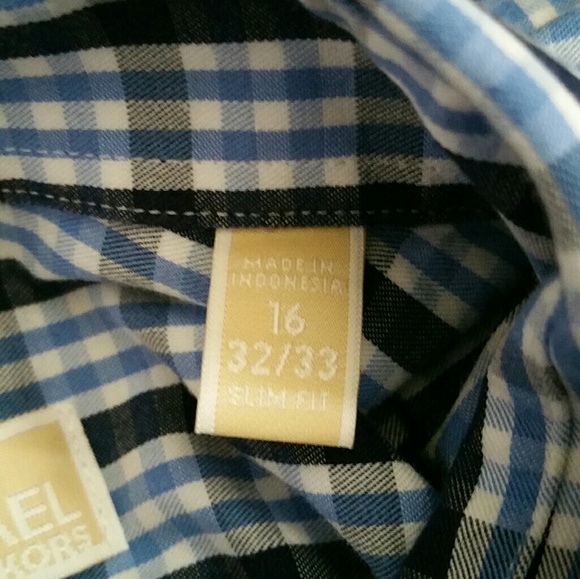 MADE IN
INDONESIA
16
32/33
SLIM FIT
AEL
KORS